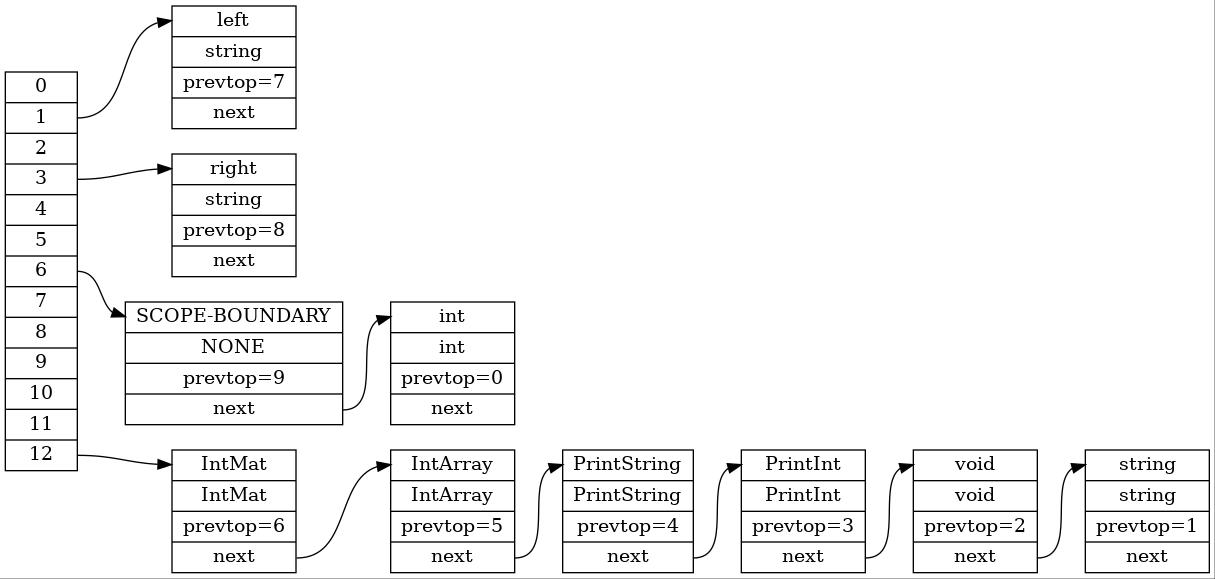 0
1
2
3
4
5
6
7
8
9
10
11
12
left
string
prevtop=7
next
right
string
prevtop=8
next
SCOPE-BOUNDARY
NONE
prevtop=9
next
int
int
prevtop=0
next
IntMat
IntMat
prevtop=6
next
IntArray
IntArray
prevtop=5
next
PrintString
PrintString
prevtop=4
next
PrintInt
PrintInt
prevtop=3
next
void
void
prevtop=2
next
string
string
prevtop=1
next